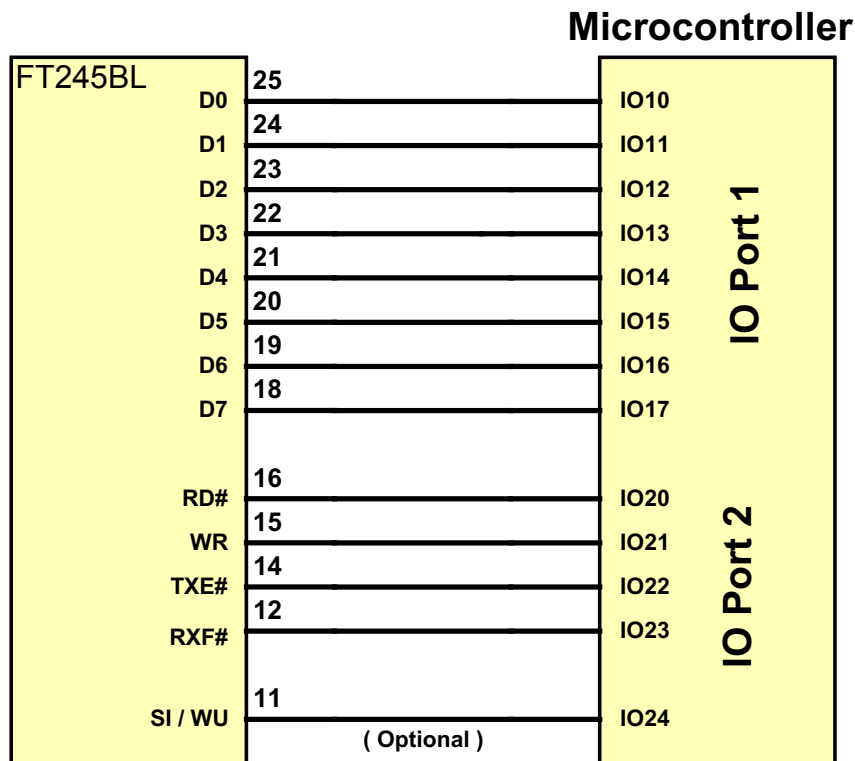 Microcontroller
FT245BL
D0 25 IO10
D1 24 IO11
D2 23 IO12
D3 22 IO13
D4 21 IO14
D5 20 IO15
D6 19 IO16
D7 18 IO17
IO Port 1
RD# 16 IO20
WR 15 IO21
TXE# 14 IO22
RXF# 12 IO23
IO Port 2
SI / WU 11 IO24
( Optional )